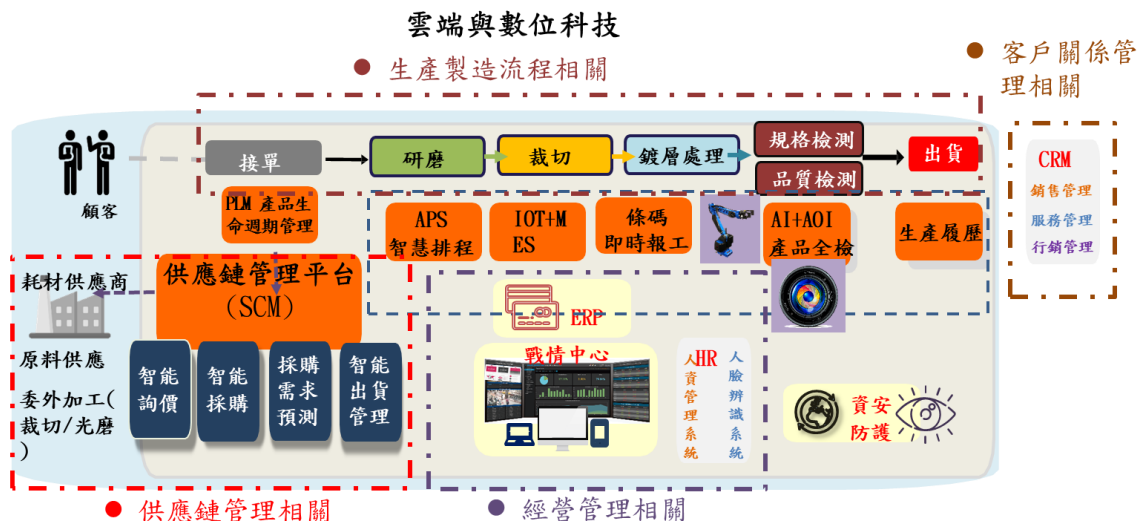 雲端與數位科技
● 生產製造流程相關
● 客戶關係管
理相關
顧客
接單
研磨
裁切
鍍層處理
規格檢測
品質檢測
出貨
PLM 產品生
命週期管理
APS
智慧排程
IOT+M
ES
條碼
即時報工
AI+AOI
產品全檢
生產履歷
CRM
銷售管理
服務管理
行銷管理
耗材供應商
原料供應
委外加工(
裁切/光磨
)
供應鏈管理平台
(SCM)
智能
詢價
智能
採購
採購
需求
預測
智能
出貨
管理
ERP
戰情中心
HR
人資管理系統
人臉辨識系統
資安
防護
● 供應鏈管理相關
● 經營管理相關